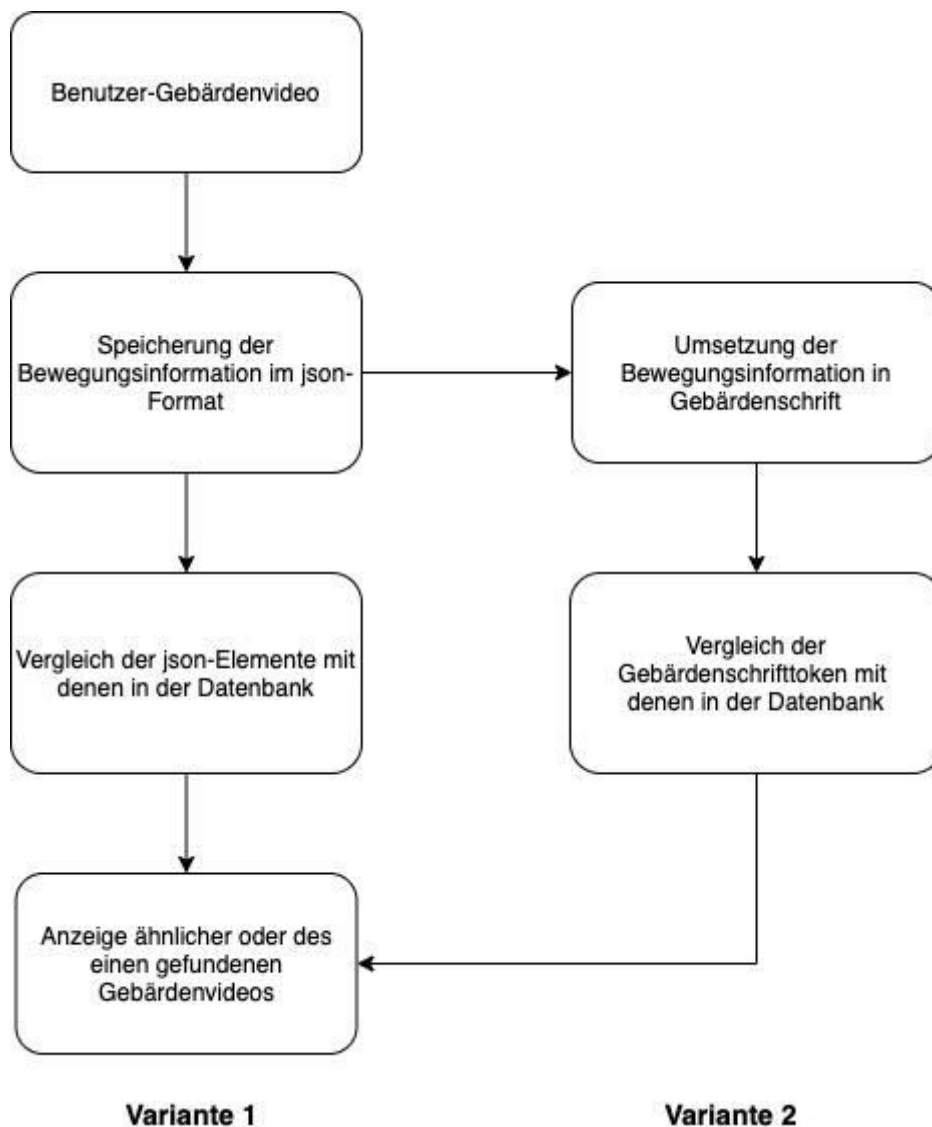 Benutzer-Gebärdenvideo
Speicherung der
Bewegungsinformation im json-
Format
Umsetzung der
Bewegungsinformation in
Gebärdenschrift
Vergleich der json-Elemente mit
denen in der Datenbank
Vergleich der
Gebärdenschrifttoken mit
denen in der Datenbank
Anzeige ähnlicher oder des
einen gefundenen
Gebärdenvideos
Variante 1
Variante 2